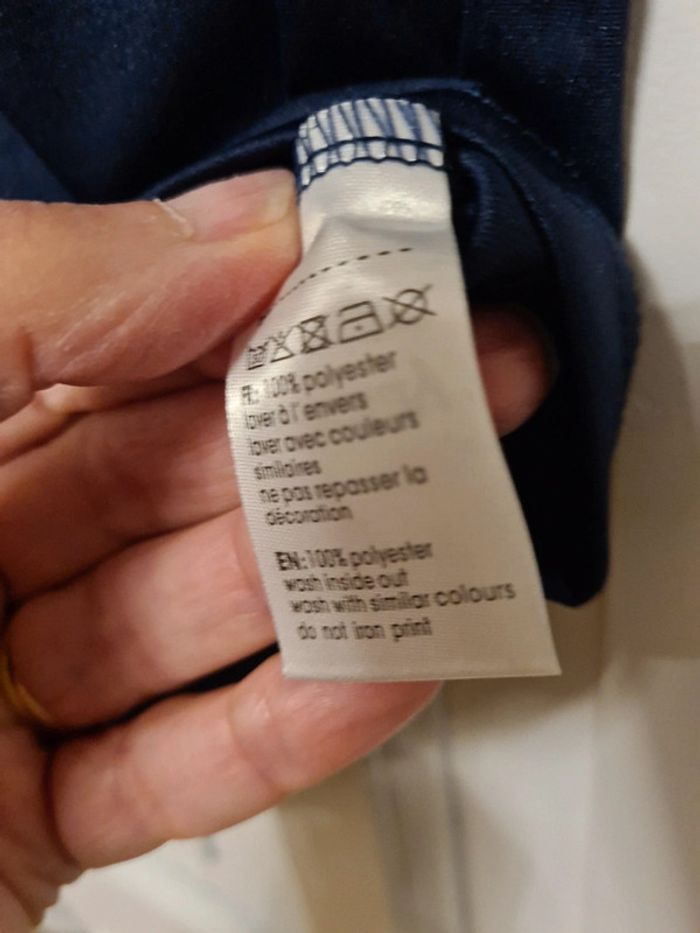 FR: 100% polyester
laver à l'envers
laver avec couleurs
similaires
ne pas repasser la
décoration
EN: 100% polyester
wash inside out
wash with similar colours
do not iron print